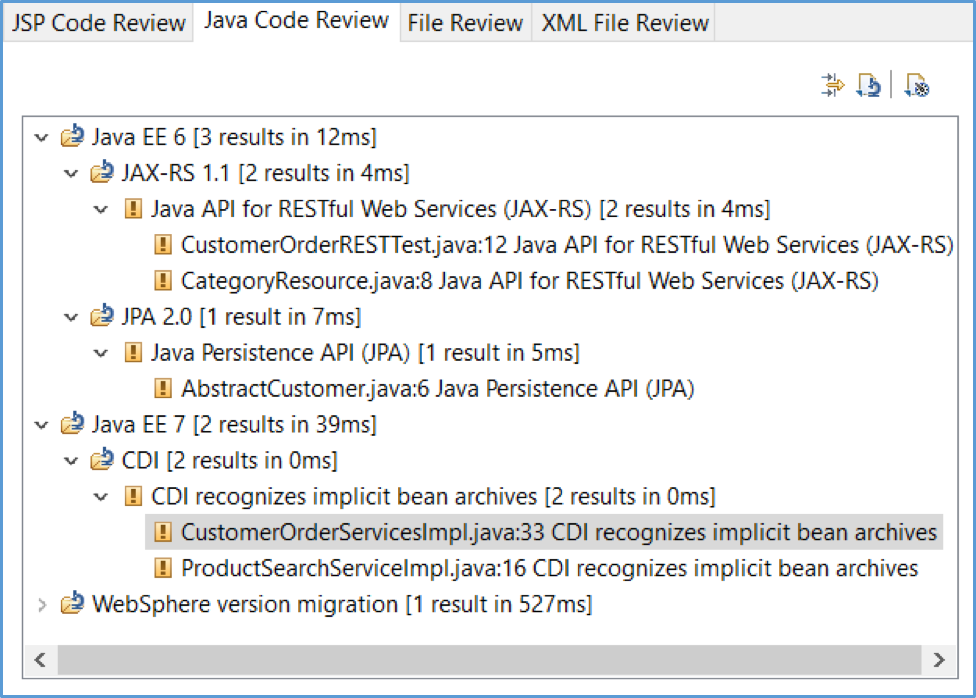 JSP Code Review Java Code Review File Review XML File Review
Java EE 6 [3 results in 12ms]
JAX-RS 1.1 [2 results in 4ms]
Java API for RESTful Web Services (JAX-RS) [2 results in 4ms]
CustomerOrderRESTTest.java:12 Java API for RESTful Web Services (JAX-RS)
CategoryResource.java:8 Java API for RESTful Web Services (JAX-RS)
JPA 2.0 [1 result in 7ms]
Java Persistence API (JPA) [1 result in 5ms]
AbstractCustomer.java:6 Java Persistence API (JPA)
Java EE 7 [2 results in 39ms]
CDI [2 results in 0ms]
CDI recognizes implicit bean archives [2 results in 0ms]
CustomerOrderServicesImpl.java:33 CDI recognizes implicit bean archives
ProductSearchServiceImpl.java:16 CDI recognizes implicit bean archives
WebSphere version migration [1 result in 527ms]